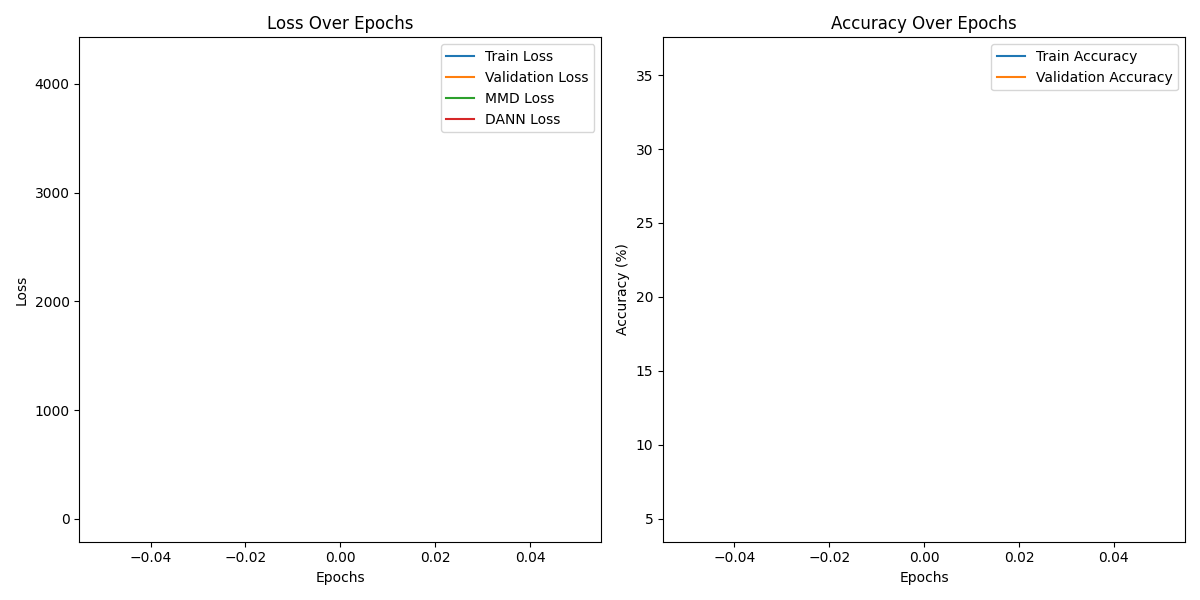 Loss Over Epochs
Train Loss
Validation Loss
MMD Loss
DANN Loss
4000
3000
2000
1000
0
Loss
−0.04
−0.02
0.00
0.02
0.04
Epochs
Accuracy Over Epochs
Train Accuracy
Validation Accuracy
35
30
25
20
15
10
5
Accuracy (%)
−0.04
−0.02
0.00
0.02
0.04
Epochs